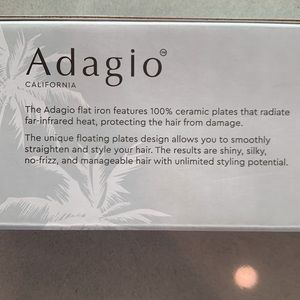 Adagio™
CALIFORNIA
The Adagio flat iron features 100% ceramic plates that radiate
far-infrared heat, protecting the hair from damage.
The unique floating plates design allows you to smoothly
straighten and style your hair. The results are shiny, silky,
no-frizz, and manageable hair with unlimited styling potential.